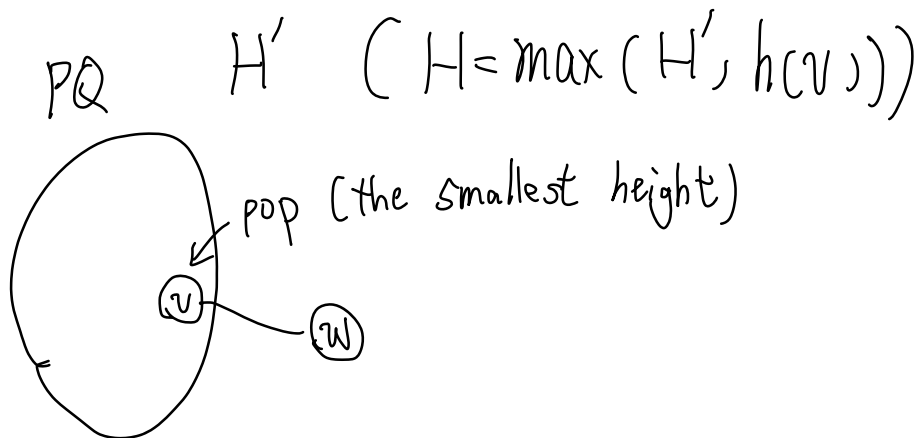 PQ H' (H=max(H', h(v)))
pop (the smallest height)
v
w